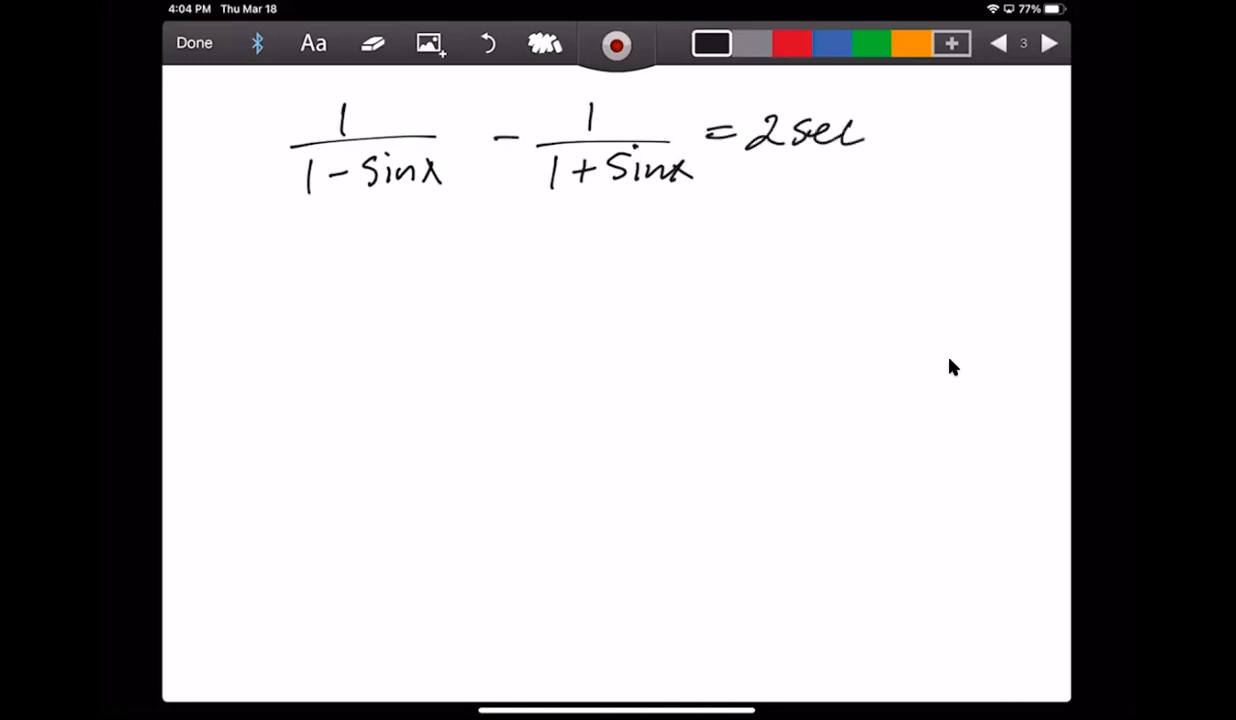 4:04 PM Thu Mar 18 77%
Done Aa 3
1/(1 - sinx) - 1/(1 + sinx) = 2sec